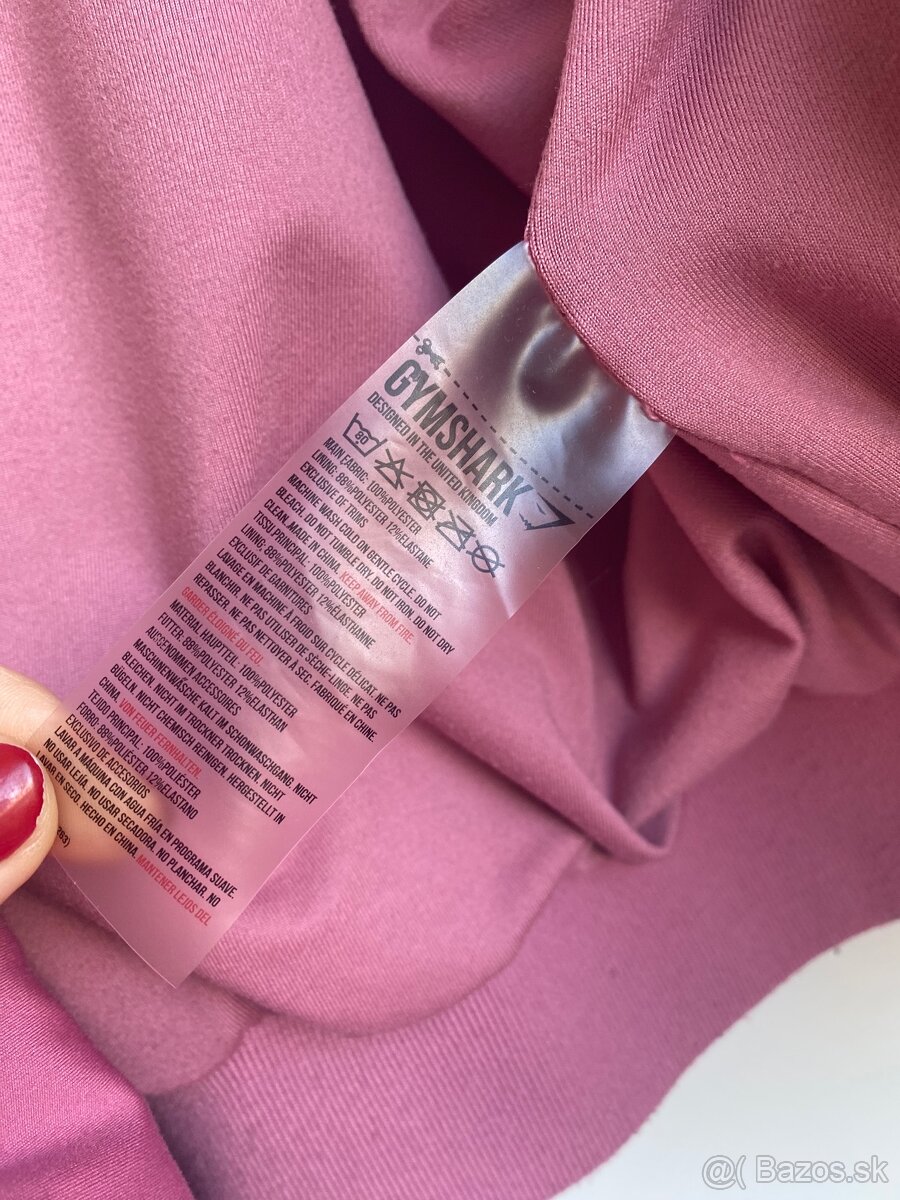 GYMSHARK
DESIGNED IN THE UNITED KINGDOM
MAIN FABRIC: 100%POLYESTER
LINING: 88%POLYESTER 12%ELASTANE
EXCLUSIVE OF TRIMS
MACHINE WASH COLD ON GENTLE CYCLE. DO NOT
BLEACH. DO NOT TUMBLE DRY. DO NOT IRON. DO NOT DRY
CLEAN. MADE IN CHINA. KEEP AWAY FROM FIRE.
TISSU PRINCIPAL: 100%POLYESTER
LINING, 88%POLYESTER 12%ÉLASTHANNE
EXCLUSIF DE GARNITURES
LAVAGE EN MACHINE À FROID SUR CYCLE DÉLICAT. NE PAS
BLANCHIR. NE PAS UTILISER DE SÈCHE-LINGE. NE PAS
REPASSER. NE PAS NETTOYER À SEC. FABRIQUÉ EN CHINE.
GARDER ÉLOIGNÉ DU FEU.
MATERIAL HAUPTTEIL: 100%POLYESTER
FUTTER: 88%POLYESTER 12%ELASTHAN
AUSGENOMMEN ACCESSOIRES
MASCHINENWÄSCHE KALT IM SCHONWASCHGANG. NICHT
BLEICHEN. NICHT IM TROCKNER TROCKNEN. NICHT
BÜGELN. NICHT CHEMISCH REINIGEN. HERGESTELLT IN
CHINA. VON FEUER FERNHALTEN.
TEJIDO PRINCIPAL: 100%POLIESTER
FORRO 88%POLIÉSTER 12%ELASTANO
EXCLUSIVO DE ACCESORIOS
LAVAR A MÁQUINA CON AGUA FRÍA EN PROGRAMA SUAVE.
NO USAR LEJÍA. NO USAR SECADORA. NO PLANCHAR. NO
LAVAR EN SECO. HECHO EN CHINA. MANTENER LEJOS DEL
@( Bazos.sk